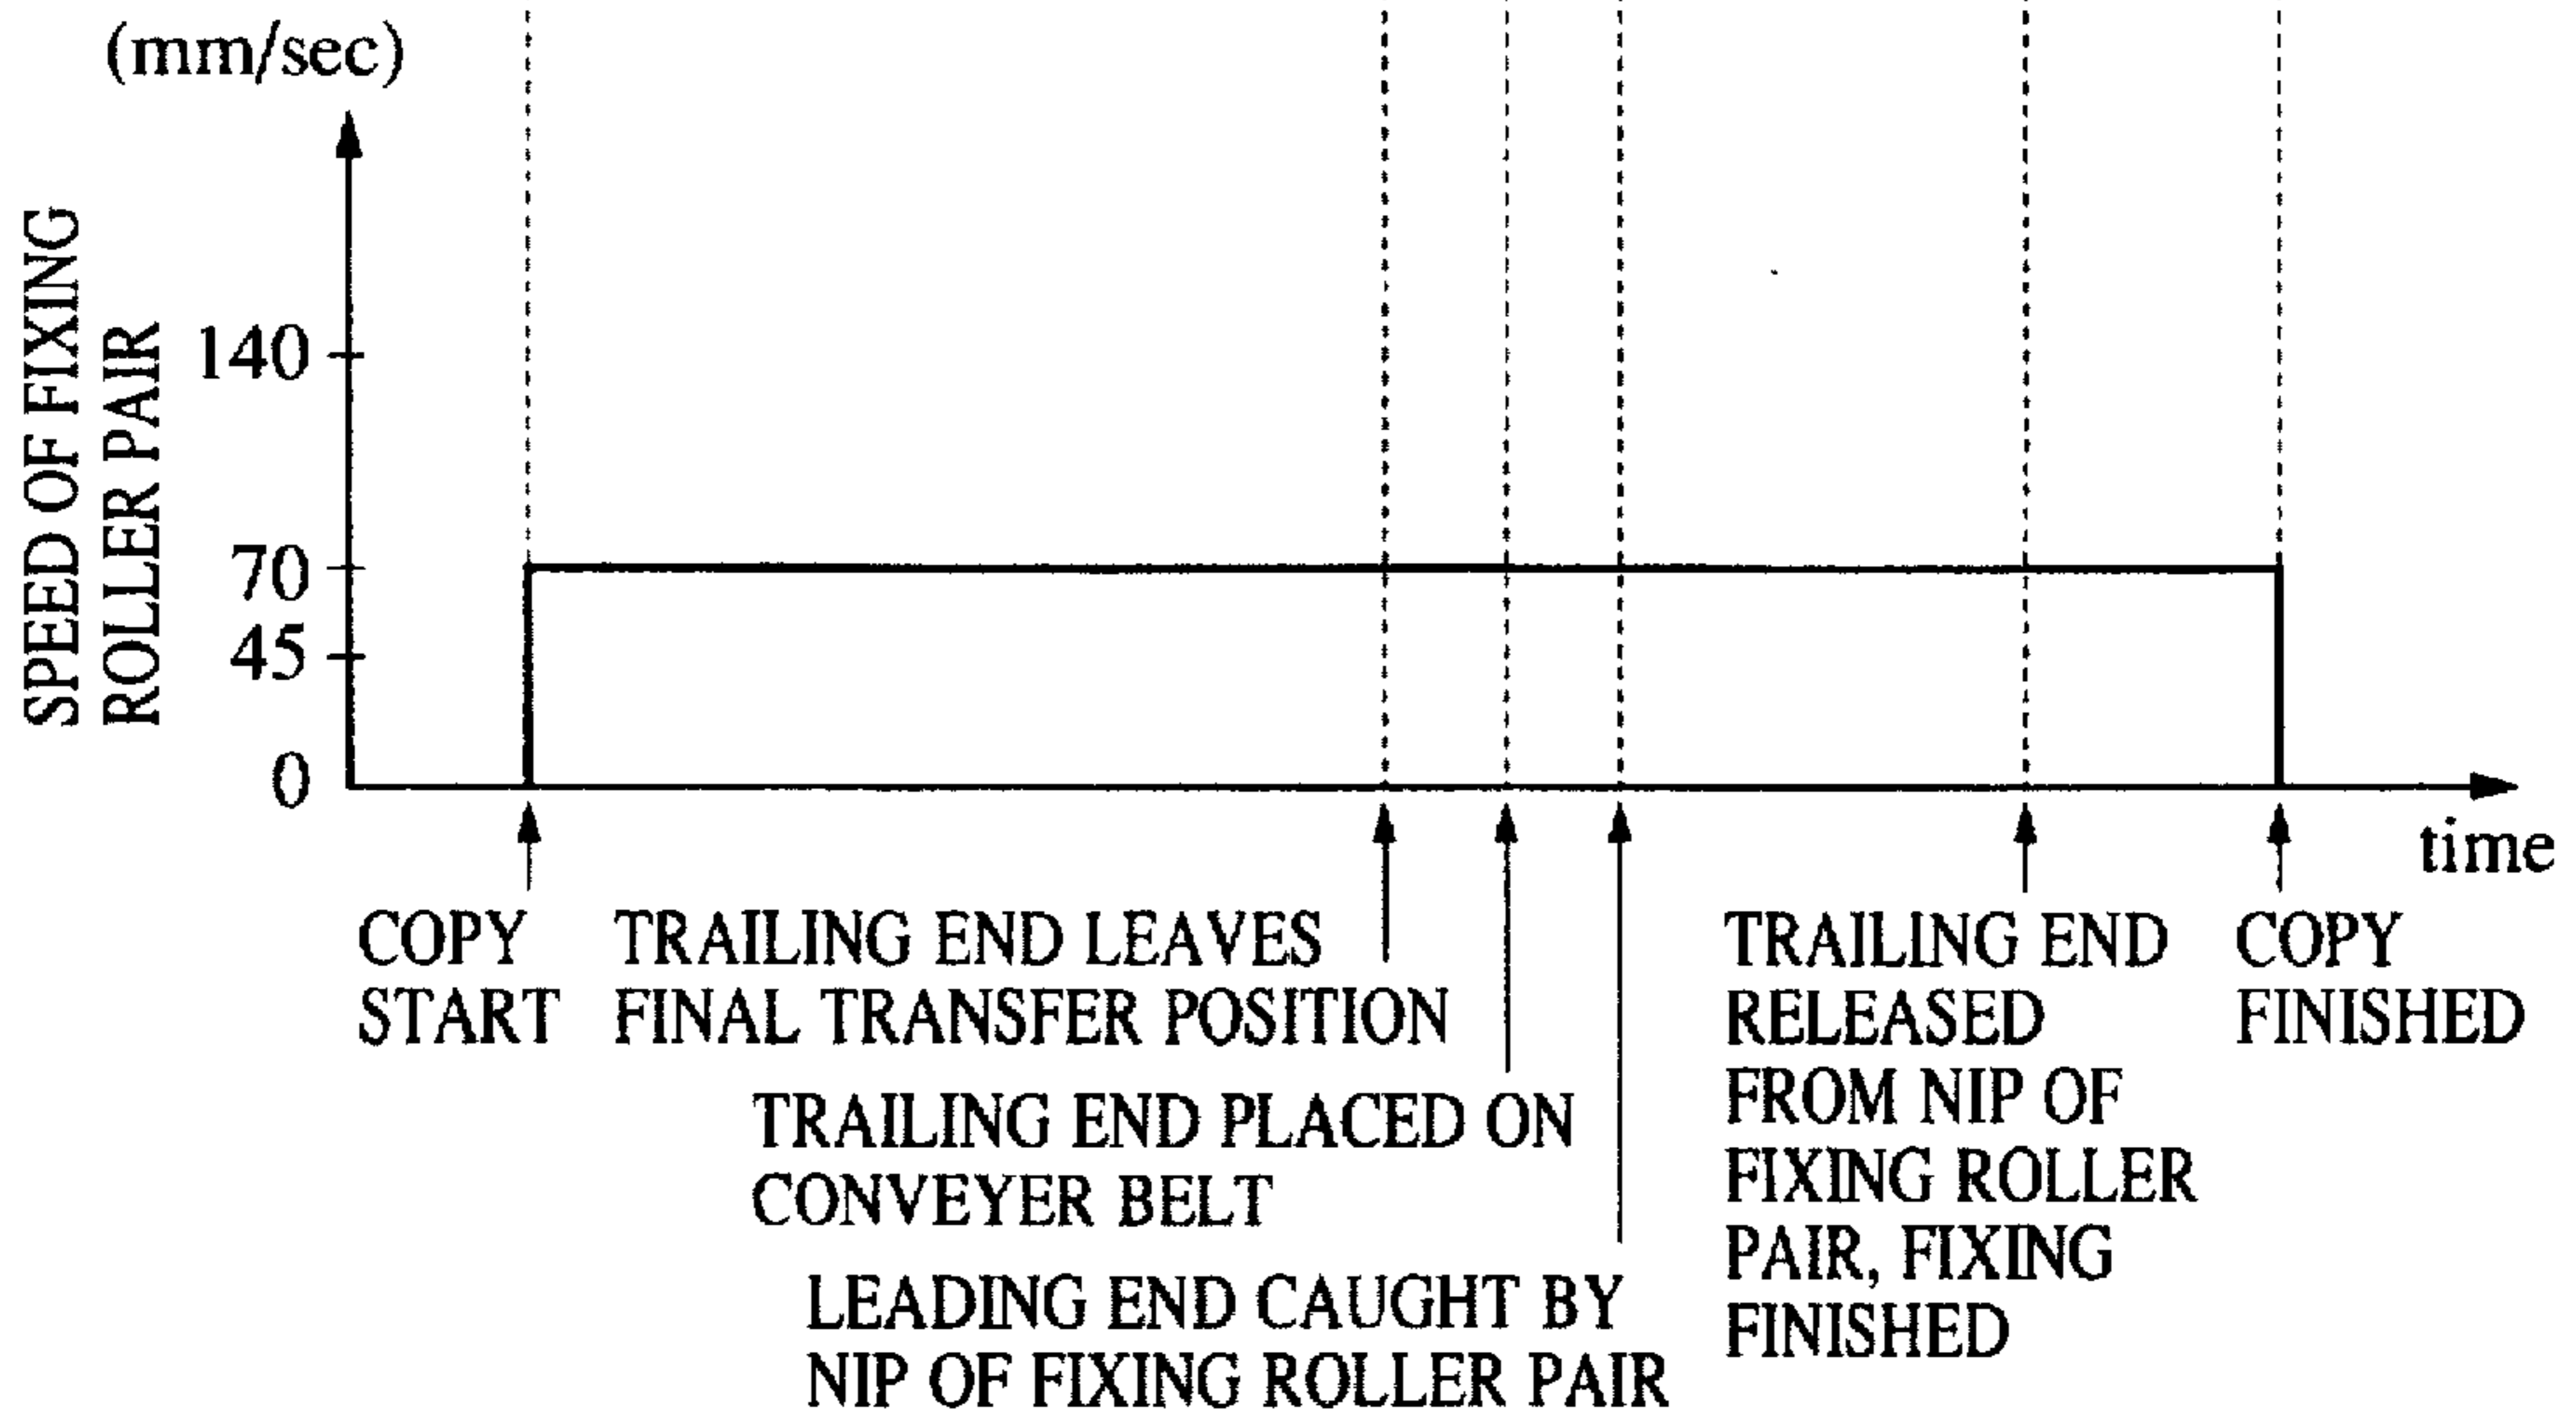 (mm/sec)
SPEED OF FIXING
ROLLER PAIR
140
70
45
0
time
COPY
START
TRAILING END LEAVES
FINAL TRANSFER POSITION
TRAILING END PLACED ON
CONVEYER BELT
LEADING END CAUGHT BY
NIP OF FIXING ROLLER PAIR
TRAILING END
RELEASED
FROM NIP OF
FIXING ROLLER
PAIR, FIXING
FINISHED
COPY
FINISHED